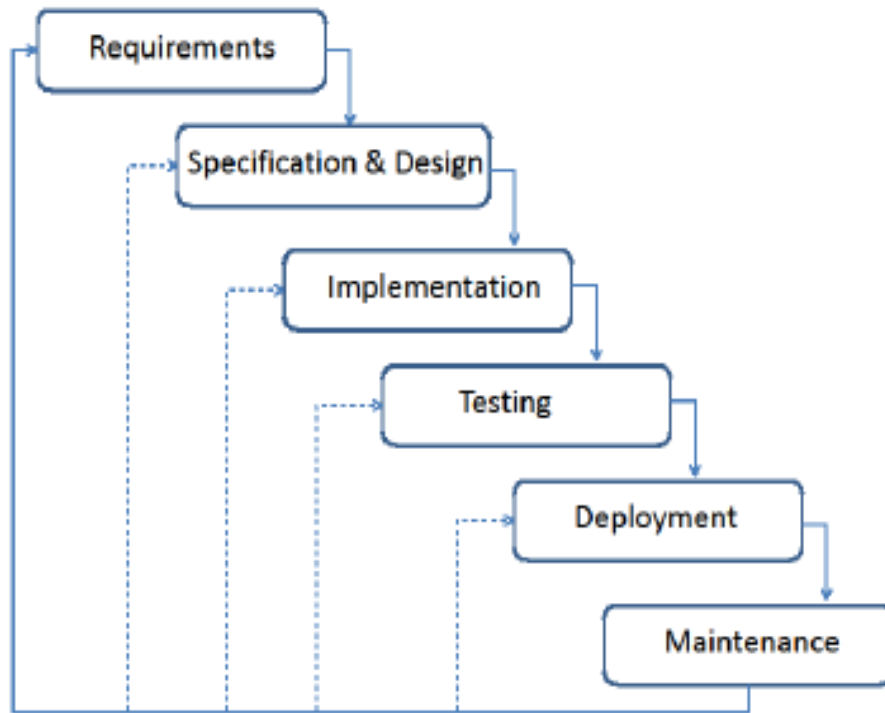 Requirements
Specification & Design
Implementation
Testing
Deployment
Maintenance